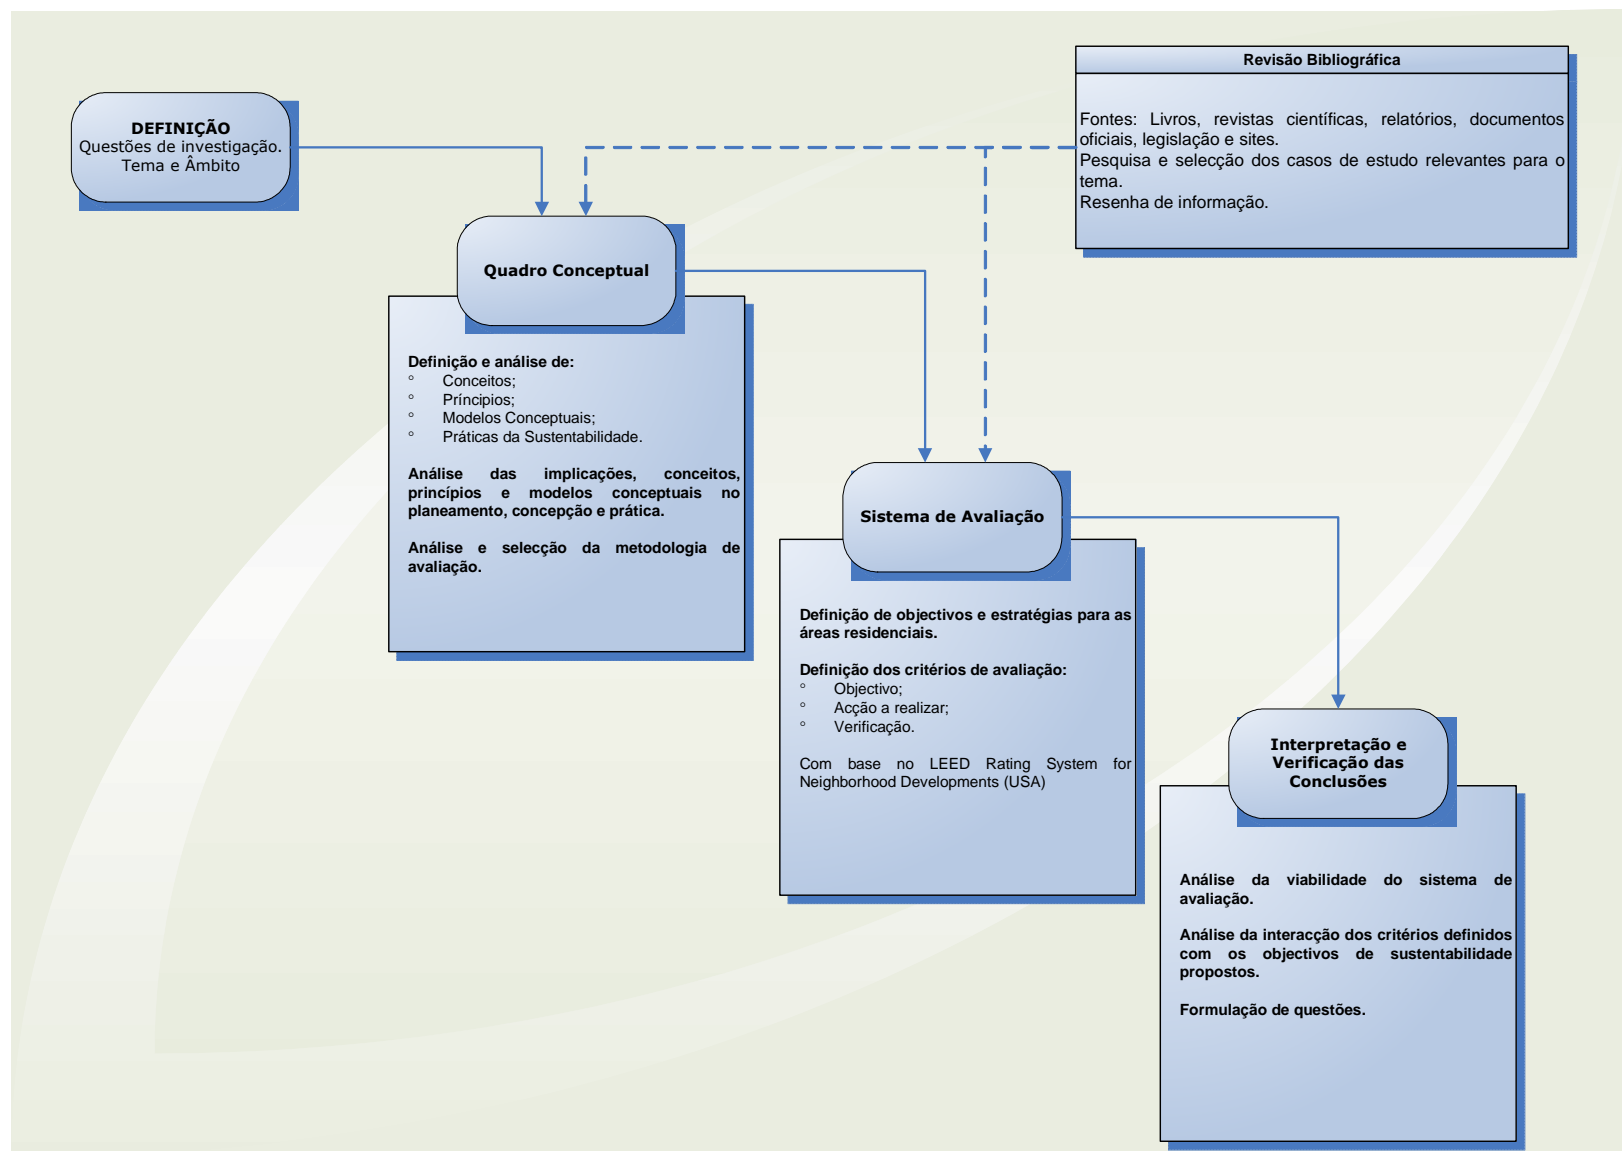 DEFINIÇÃO
Questões de investigação.
Tema e Âmbito
Revisão Bibliográfica
Fontes: Livros, revistas científicas, relatórios, documentos
oficiais, legislação e sites.
Pesquisa e selecção dos casos de estudo relevantes para o
tema.
Resenha de informação.
Quadro Conceptual
Definição e análise de:
° Conceitos;
° Príncipios;
° Modelos Conceptuais;
° Práticas da Sustentabilidade.
Análise das implicações, conceitos,
princípios e modelos conceptuais no
planeamento, concepção e prática.
Análise e selecção da metodologia de
avaliação.
Sistema de Avaliação
Definição de objectivos e estratégias para as
áreas residenciais.
Definição dos critérios de avaliação:
° Objectivo;
° Acção a realizar;
° Verificação.
Com base no LEED Rating System for
Neighborhood Developments (USA)
Interpretação e
Verificação das
Conclusões
Análise da viabilidade do sistema de
avaliação.
Análise da interacção dos critérios definidos
com os objectivos de sustentabilidade
propostos.
Formulação de questões.